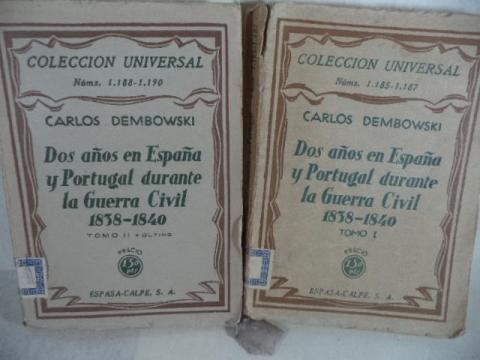 COLECCION UNIVERSAL
Núms. 1.188-1.190
CARLOS DEMBOWSKI
Dos años en España
y Portugal durante
la Guerra Civil
1838-1840
TOMO II Y ÚLTIMO
PRECIO
ESPASA-CALPE, S. A.
COLECCION UNIVERSAL
Núms. 1.185-1.187
CARLOS DEMBOWSKI
Dos años en España
y Portugal durante
la Guerra Civil
1838-1840
TOMO I
PRECIO
ESPASA-CALPE, S. A.